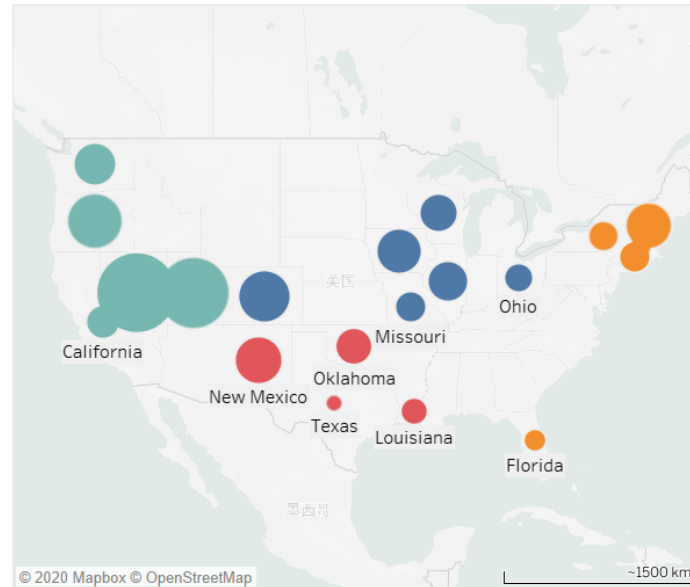 美国
Ohio
Missouri
California
Oklahoma
New Mexico
Texas
Louisiana
Florida
墨西哥
© 2020 Mapbox © OpenStreetMap
~1500 km